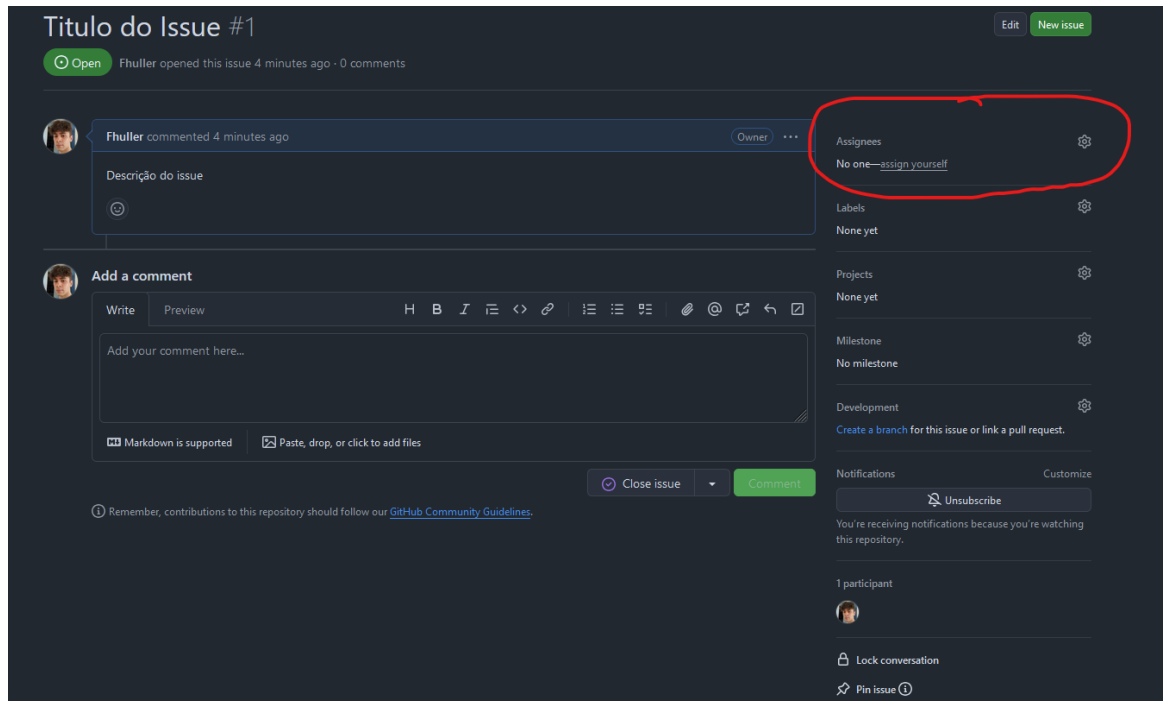 Titulo do Issue #1
Edit
New issue
Open
Fhuller opened this issue 4 minutes ago · 0 comments
Fhuller commented 4 minutes ago
Owner
Descrição do issue
Add a comment
Write
Preview
Add your comment here...
Markdown is supported
Paste, drop, or click to add files
Close issue
Comment
Remember, contributions to this repository should follow our GitHub Community Guidelines.
Assignees
No one—assign yourself
Labels
None yet
Projects
None yet
Milestone
No milestone
Development
Create a branch for this issue or link a pull request.
Notifications
Customize
Unsubscribe
You're receiving notifications because you're watching
this repository.
1 participant
Lock conversation
Pin issue